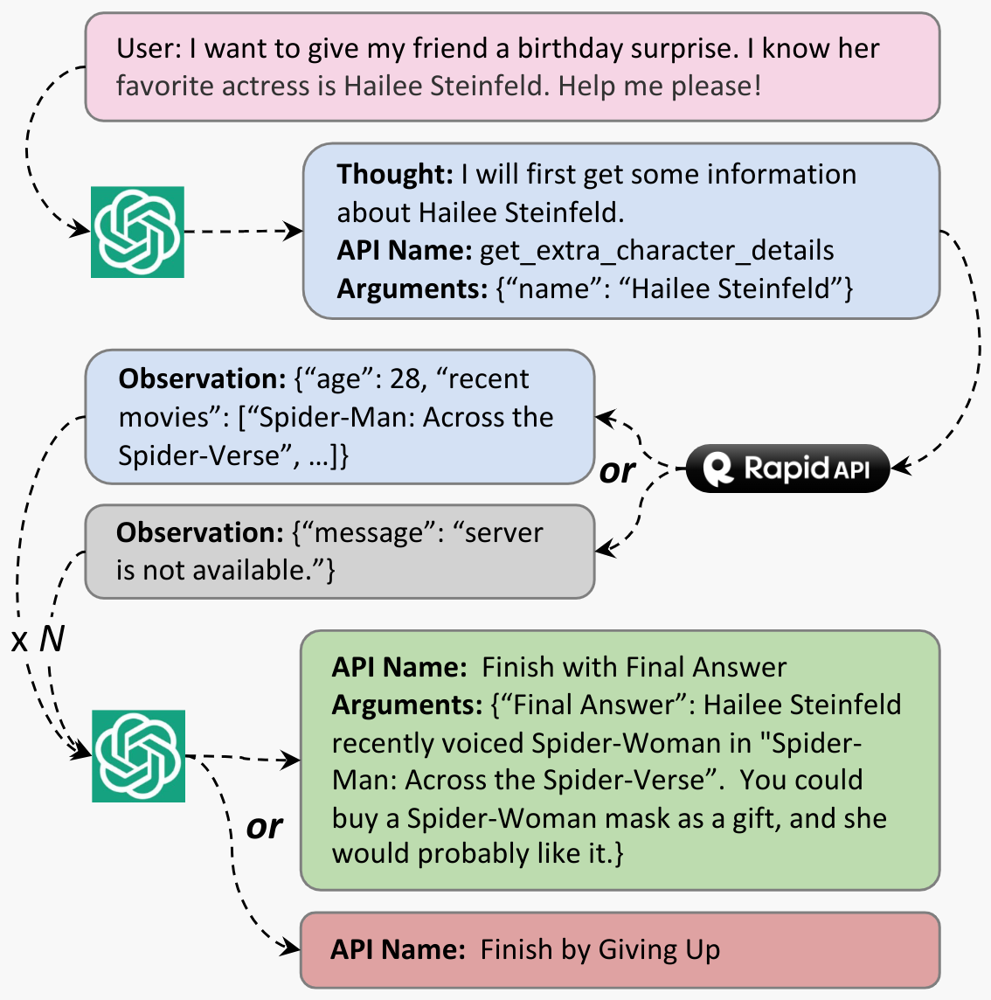 User: I want to give my friend a birthday surprise. I know her
favorite actress is Hailee Steinfeld. Help me please!
Thought: I will first get some information
about Hailee Steinfeld.
API Name: get_extra_character_details
Arguments: {“name”: “Hailee Steinfeld”}
Observation: {“age”: 28, “recent
movies”: [“Spider-Man: Across the
Spider-Verse”, …]}
or
Rapid API
Observation: {“message”: “server
is not available.”}
x N
API Name:  Finish with Final Answer
Arguments: {“Final Answer”: Hailee Steinfeld
recently voiced Spider-Woman in "Spider-
Man: Across the Spider-Verse”.  You could
buy a Spider-Woman mask as a gift, and she
would probably like it.}
or
API Name:  Finish by Giving Up